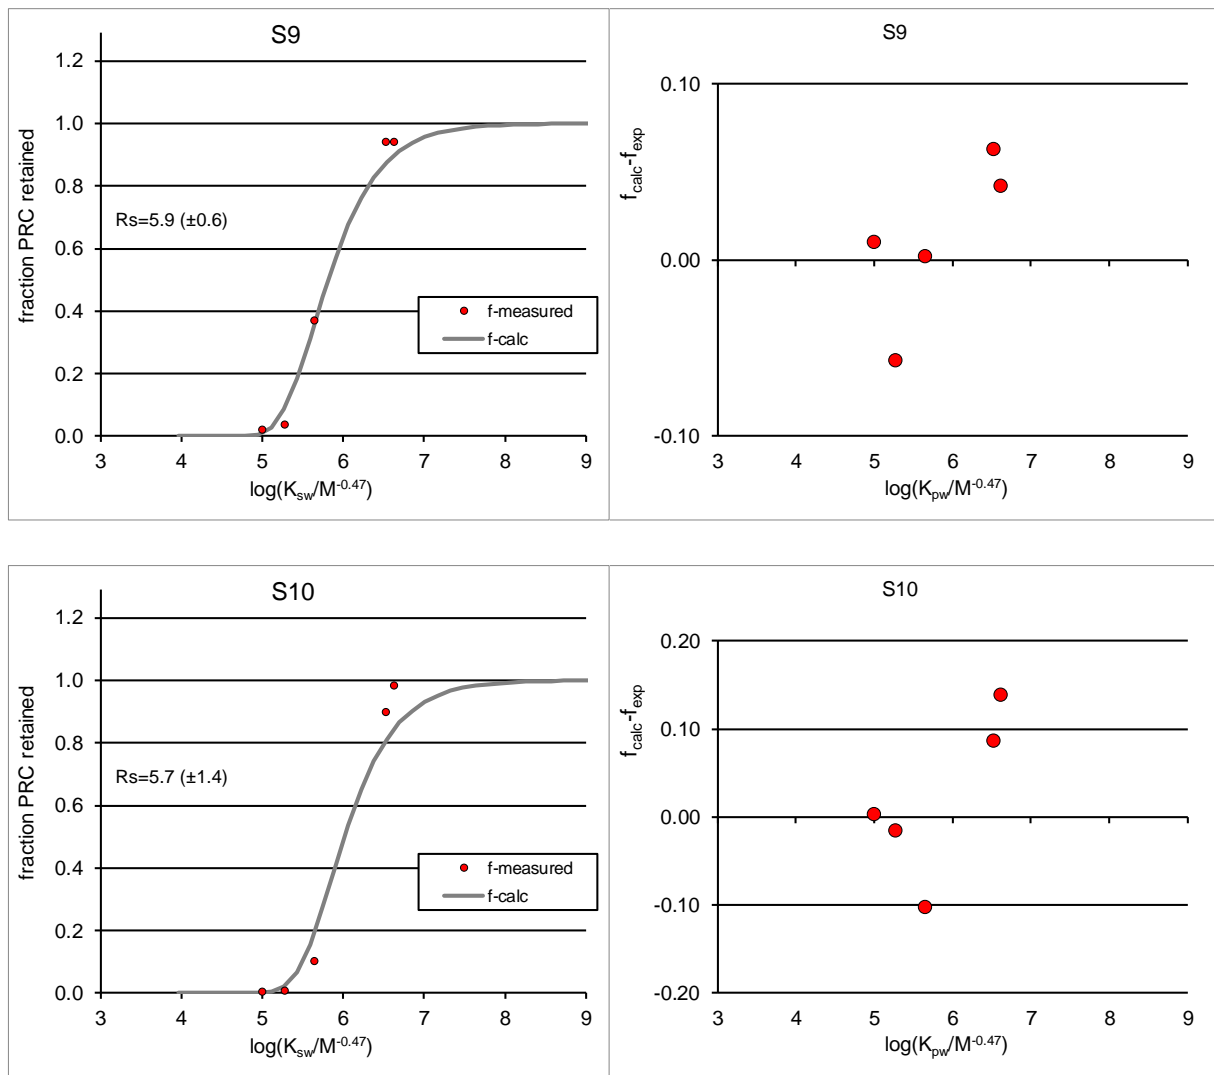 S9
1.2
1.0
0.8
0.6
0.4
0.2
0.0
3 4 5 6 7 8 9
fraction PRC retained
log(Ksw/M-0.47)
Rs=5.9 (±0.6)
f-measured
f-calc
S9
0.10
0.00
-0.10
3 4 5 6 7 8 9
fcalc-fexp
log(Kpw/M-0.47)
S10
1.2
1.0
0.8
0.6
0.4
0.2
0.0
3 4 5 6 7 8 9
fraction PRC retained
log(Ksw/M-0.47)
Rs=5.7 (±1.4)
f-measured
f-calc
S10
0.20
0.10
0.00
-0.10
-0.20
3 4 5 6 7 8 9
fcalc-fexp
log(Kpw/M-0.47)